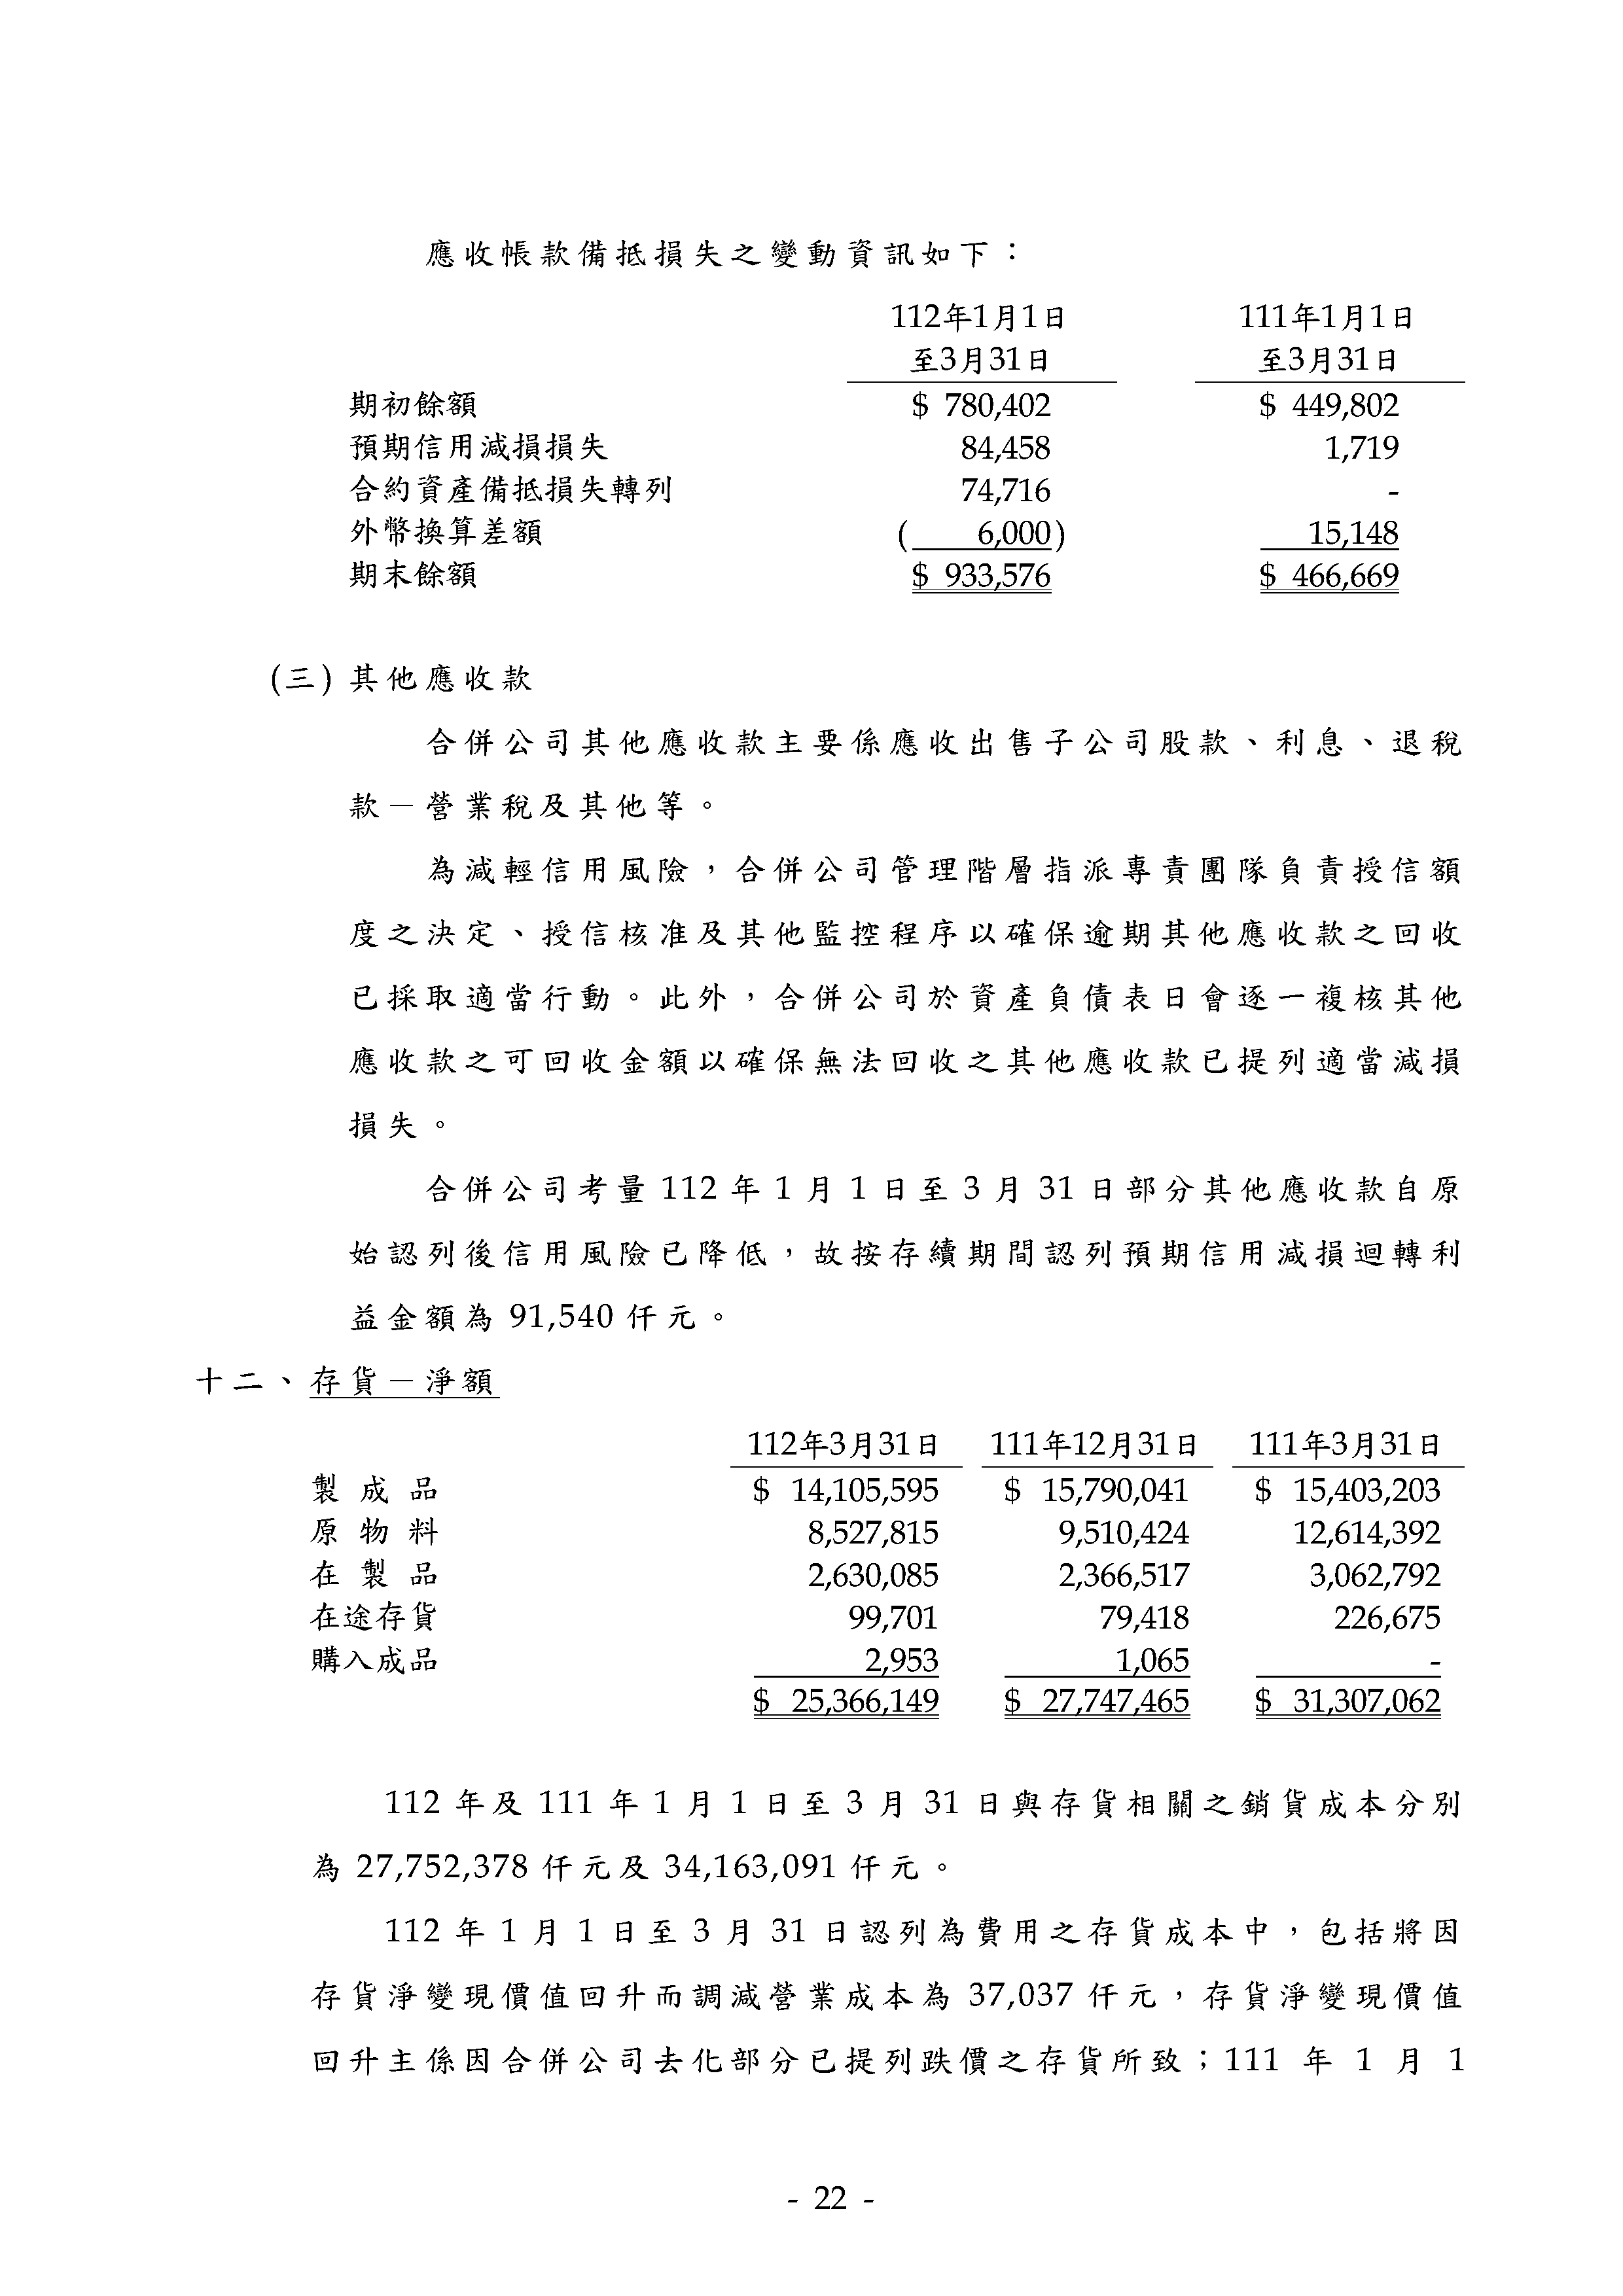 應收帳款備抵損失之變動資訊如下：
112年1月1日 111年1月1日
至3月31日 至3月31日
期初餘額 $ 780,402 $ 449,802
預期信用減損損失 84,458 1,719
合約資產備抵損失轉列 74,716 -
外幣換算差額 ( 6,000) 15,148
期末餘額 $ 933,576 $ 466,669
(三) 其他應收款
合併公司其他應收款主要係應收出售子公司股款、利息、退稅
款－營業稅及其他等。
為減輕信用風險，合併公司管理階層指派專責團隊負責授信額
度之決定、授信核准及其他監控程序以確保逾期其他應收款之回收
已採取適當行動。此外，合併公司於資產負債表日會逐一複核其他
應收款之可回收金額以確保無法回收之其他應收款已提列適當減損
損失。
合併公司考量 112 年 1 月 1 日至 3 月 31 日部分其他應收款自原
始認列後信用風險已降低，故按存續期間認列預期信用減損迴轉利
益金額為 91,540 仟元。
十二、存貨－淨額
112年3月31日 111年12月31日 111年3月31日
製成品 $ 14,105,595 $ 15,790,041 $ 15,403,203
原物料 8,527,815 9,510,424 12,614,392
在製品 2,630,085 2,366,517 3,062,792
在途存貨 99,701 79,418 226,675
購入成品 2,953 1,065 -
$ 25,366,149 $ 27,747,465 $ 31,307,062
112 年及 111 年 1 月 1 日至 3 月 31 日與存貨相關之銷貨成本分別
為 27,752,378 仟元及 34,163,091 仟元。
112 年 1 月 1 日至 3 月 31 日認列為費用之存貨成本中，包括將因
存貨淨變現價值回升而調減營業成本為 37,037 仟元，存貨淨變現價值
回升主係因合併公司去化部分已提列跌價之存貨所致；111 年 1 月 1
- 22 -